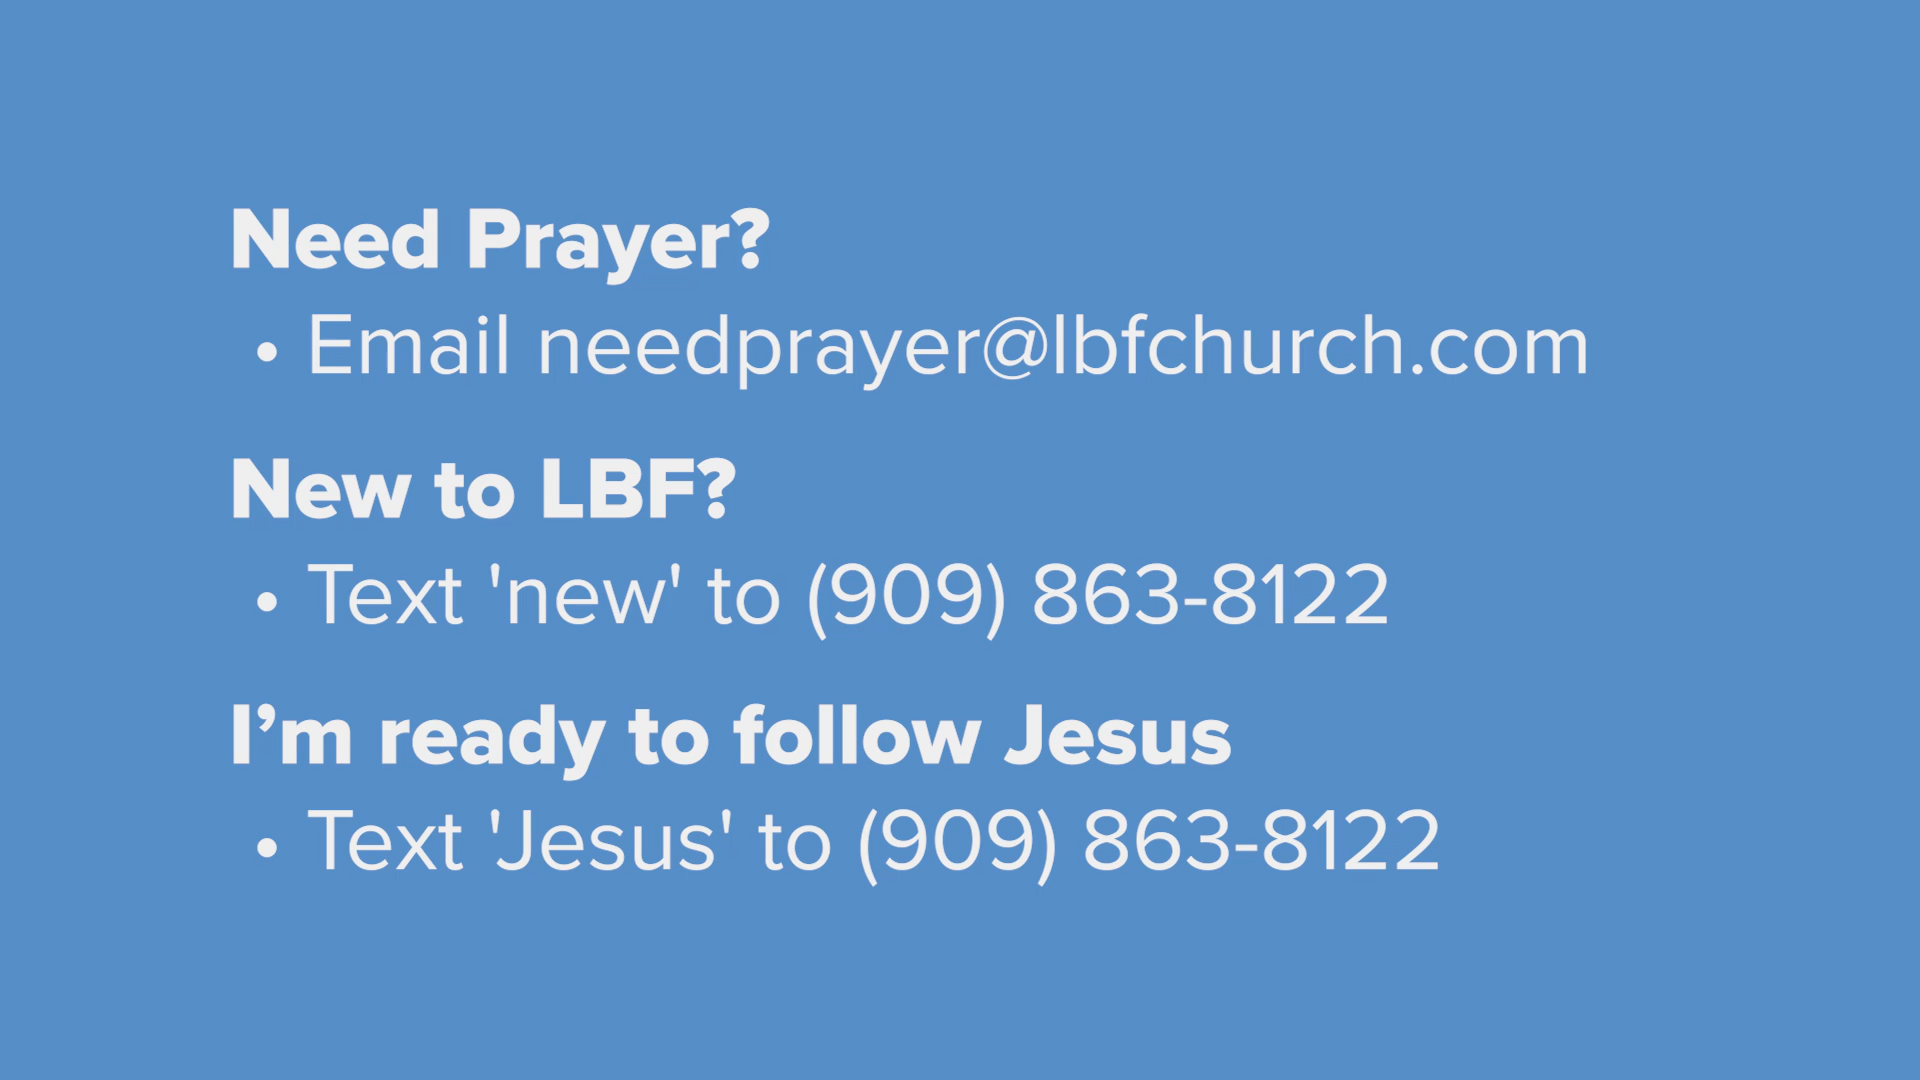 Need Prayer?
• Email needprayer@lbfchurch.com
New to LBF?
• Text 'new' to (909) 863-8122
I’m ready to follow Jesus
• Text 'Jesus' to (909) 863-8122